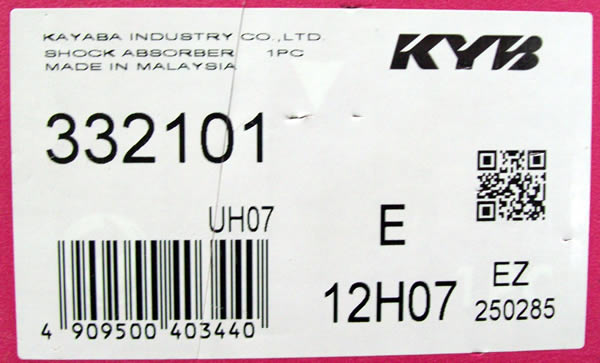 KAYABA INDUSTRY CO.,LTD.
SHOCK ABSORBER 1PC
MADE IN MALAYSIA
KYB
332101
UH07
E
12H07
EZ
250285
4 909500 403440